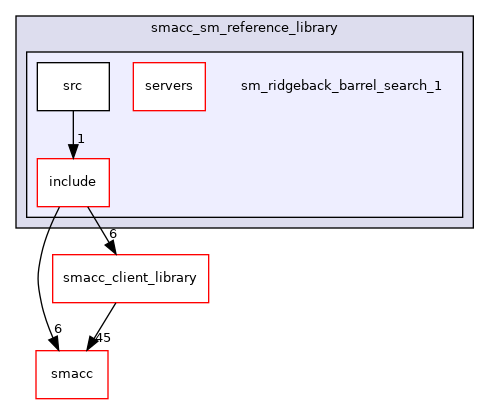 smacc_sm_reference_library
src
servers
sm_ridgeback_barrel_search_1
1
include
6
smacc_client_library
6
45
smacc